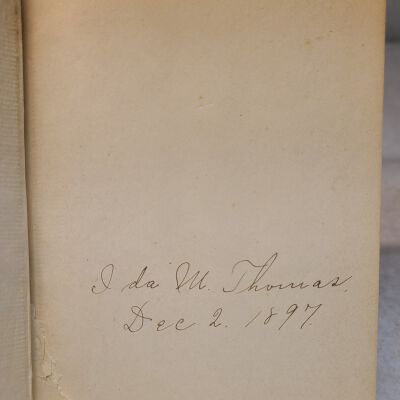 Ida M. Thomas.
Dec 2. 1897